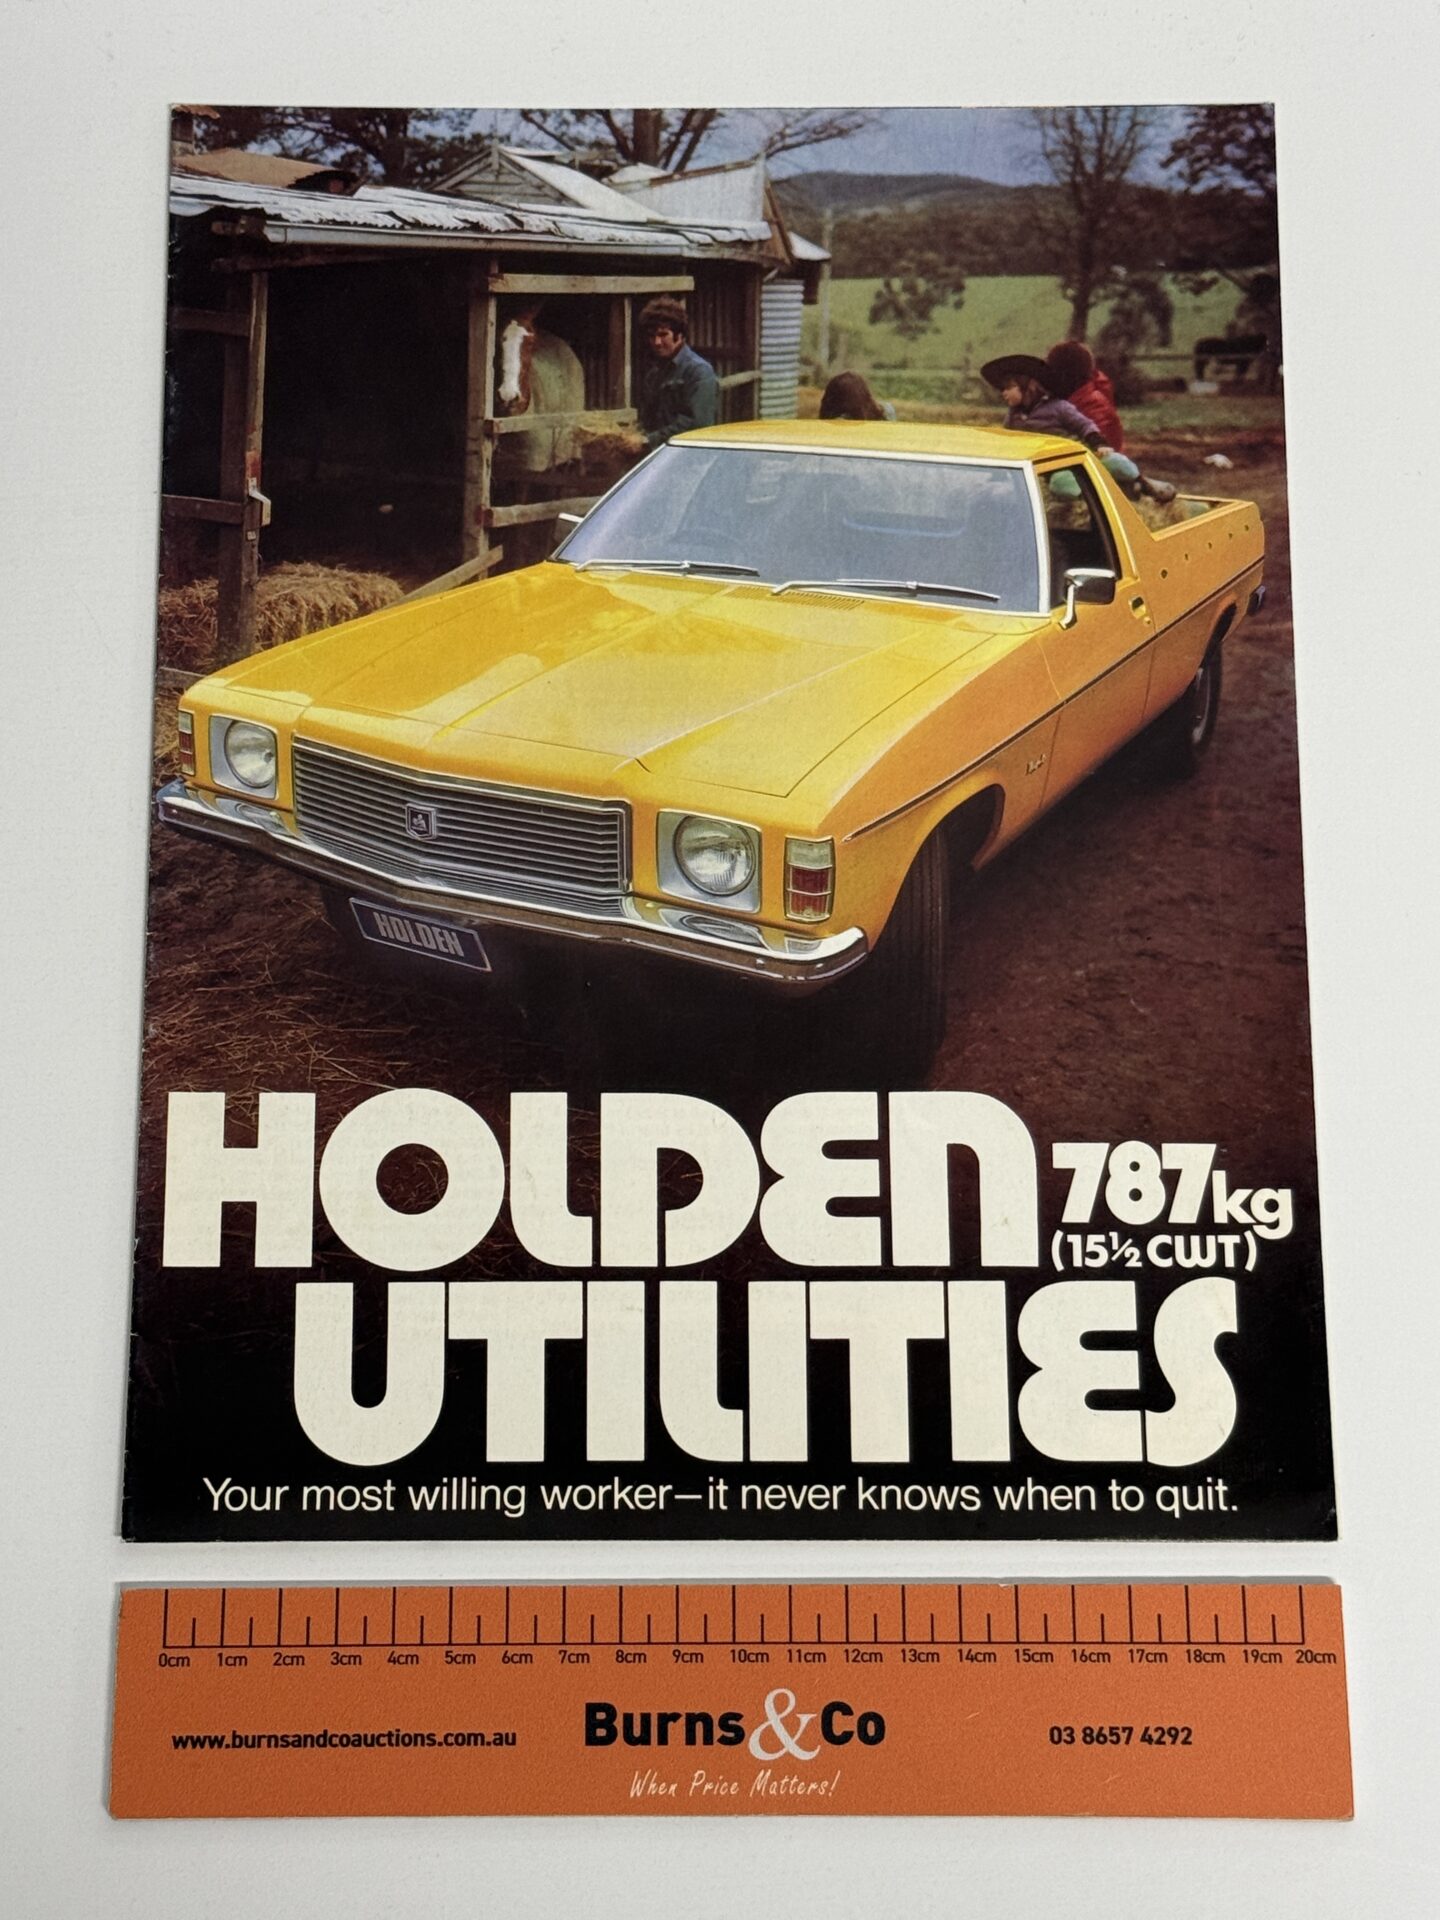 HOLDEN
HOLDEN 787kg
(15½ CWT)
UTILITIES
Your most willing worker—it never knows when to quit.
0cm 1cm 2cm 3cm 4cm 5cm 6cm 7cm 8cm 9cm 10cm 11cm 12cm 13cm 14cm 15cm 16cm 17cm 18cm 19cm 20cm
www.burnsandcoauctions.com.au Burns&Co 03 8657 4292
When Price Matters!